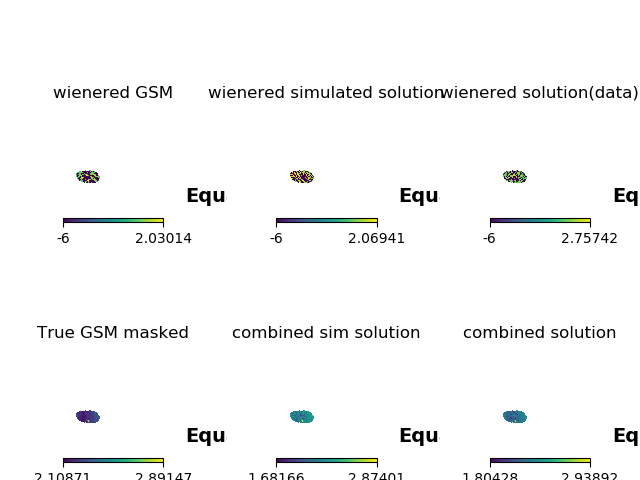 wienered GSM wienered simulated solution wienered solution(data)
Equ Equ Eq
-6 2.03014 -6 2.06941 -6 2.75742
True GSM masked combined sim solution combined solution
Equ Equ Eq
2.10871 2.89147 1.68166 2.87401 1.80428 2.93892